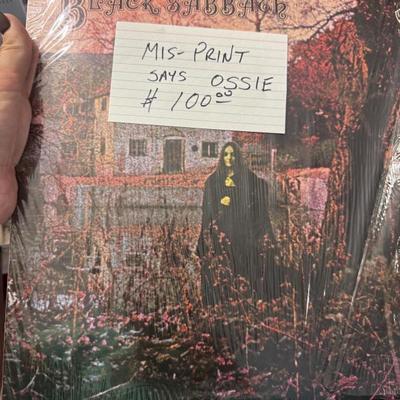 BLACK SABBATH
MIS-PRINT
SAYS OSSIE
# 100.00